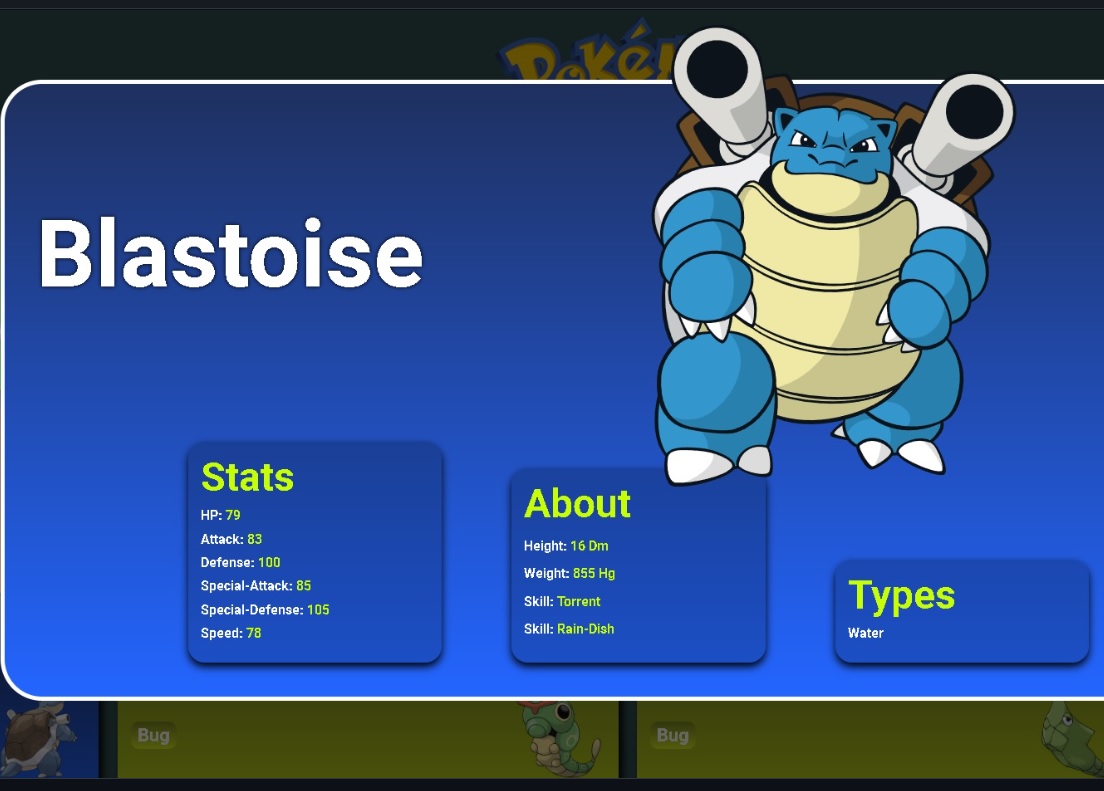 Poké
Blastoise
Stats
HP: 79
Attack: 83
Defense: 100
Special-Attack: 85
Special-Defense: 105
Speed: 78
About
Height: 16 Dm
Weight: 855 Hg
Skill: Torrent
Skill: Rain-Dish
Types
Water
Bug
Bug